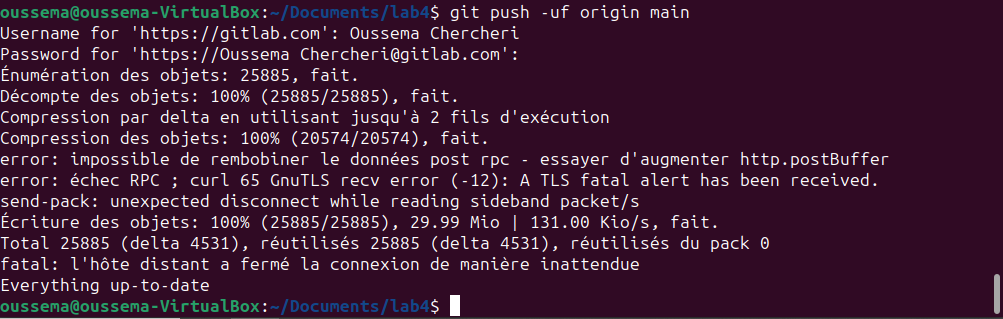 oussema@oussema-VirtualBox:~/Documents/lab4$ git push -uf origin main
Username for 'https://gitlab.com': Oussema Chercheri
Password for 'https://Oussema Chercheri@gitlab.com':
Énumération des objets: 25885, fait.
Décompte des objets: 100% (25885/25885), fait.
Compression par delta en utilisant jusqu'à 2 fils d'exécution
Compression des objets: 100% (20574/20574), fait.
error: impossible de rembobiner le données post rpc - essayer d'augmenter http.postBuffer
error: échec RPC ; curl 65 GnuTLS recv error (-12): A TLS fatal alert has been received.
send-pack: unexpected disconnect while reading sideband packet/s
Écriture des objets: 100% (25885/25885), 29.99 Mio | 131.00 Kio/s, fait.
Total 25885 (delta 4531), réutilisés 25885 (delta 4531), réutilisés du pack 0
fatal: l'hôte distant a fermé la connexion de manière inattendue
Everything up-to-date
oussema@oussema-VirtualBox:~/Documents/lab4$